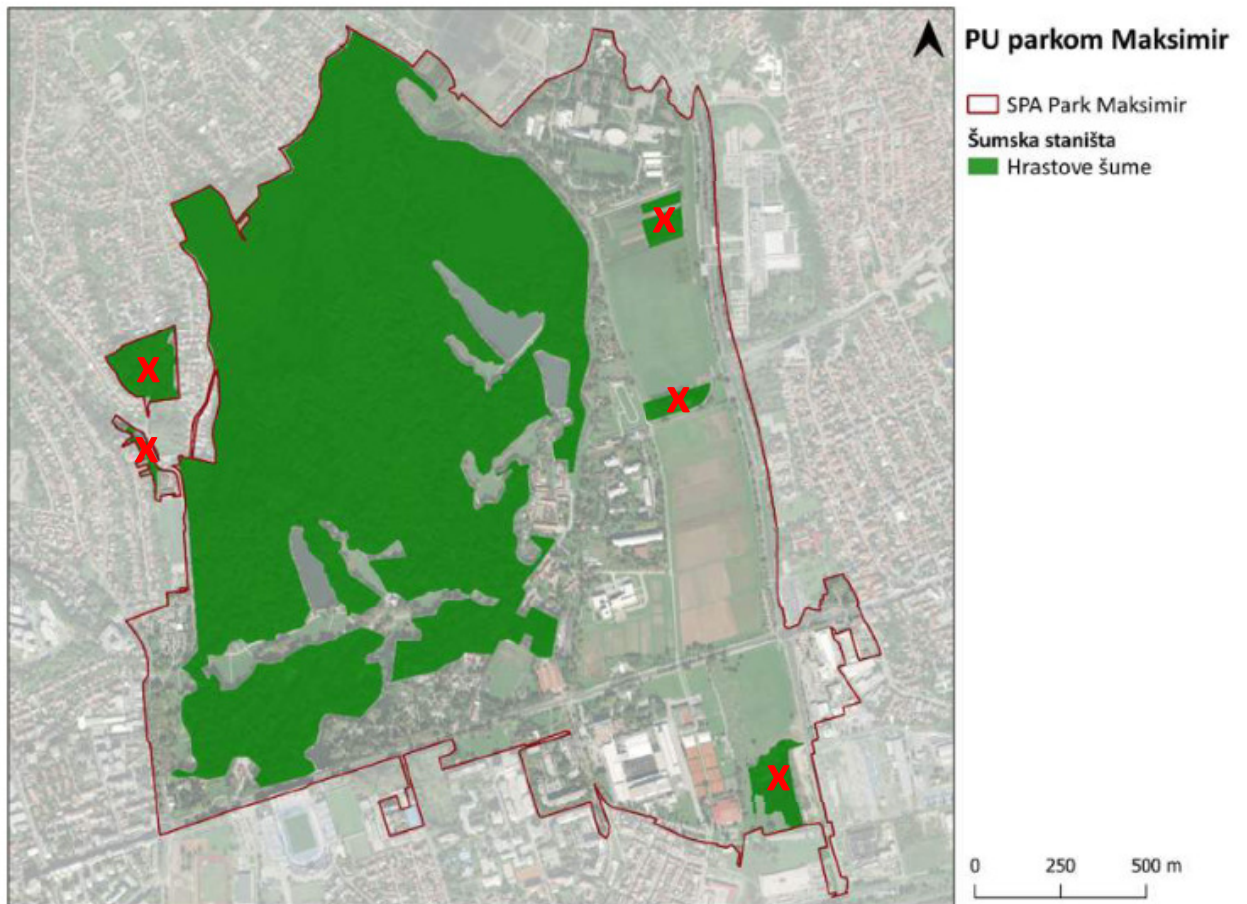 PU parkom Maksimir
SPA Park Maksimir
Šumska staništa
Hrastove šume
X
X
X
X
X
0 250 500 m